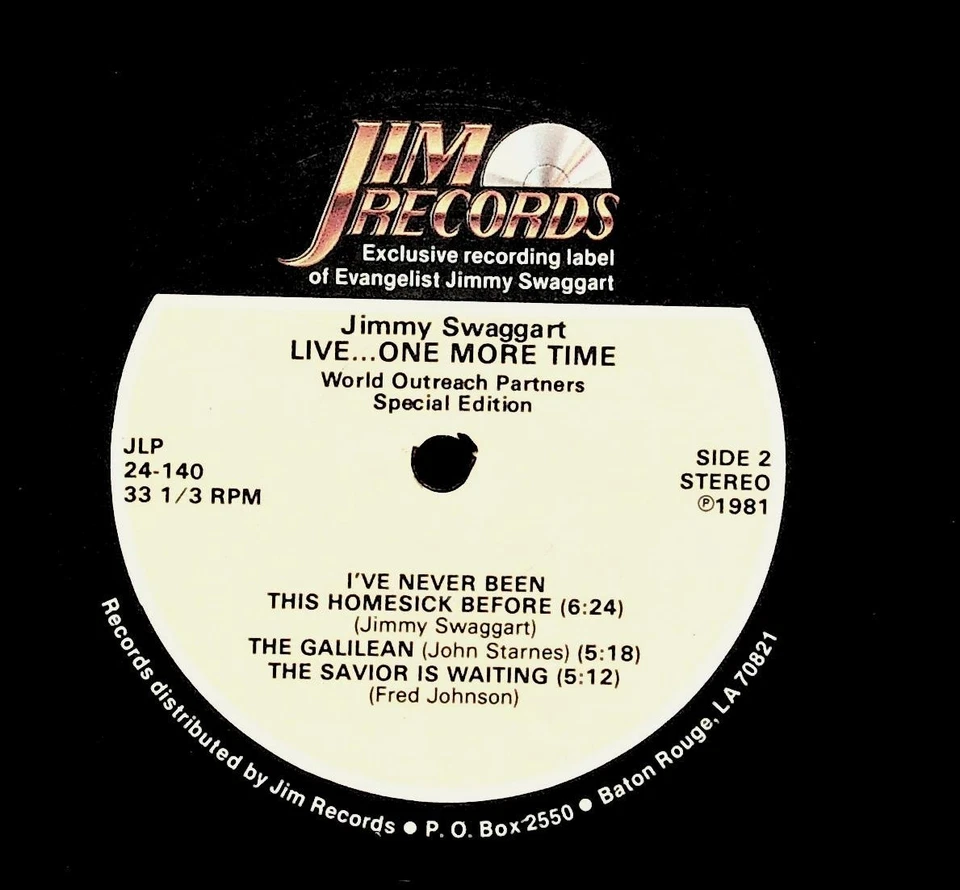 JIM
RECORDS
Exclusive recording label
of Evangelist Jimmy Swaggart
Jimmy Swaggart
LIVE...ONE MORE TIME
World Outreach Partners
Special Edition
JLP
24-140
33 1/3 RPM
SIDE 2
STEREO
℗1981
I'VE NEVER BEEN
THIS HOMESICK BEFORE (6:24)
(Jimmy Swaggart)
THE GALILEAN (John Starnes) (5:18)
THE SAVIOR IS WAITING (5:12)
(Fred Johnson)
Records distributed by Jim Records ● P. O. Box 2550 ● Baton Rouge, LA 70821